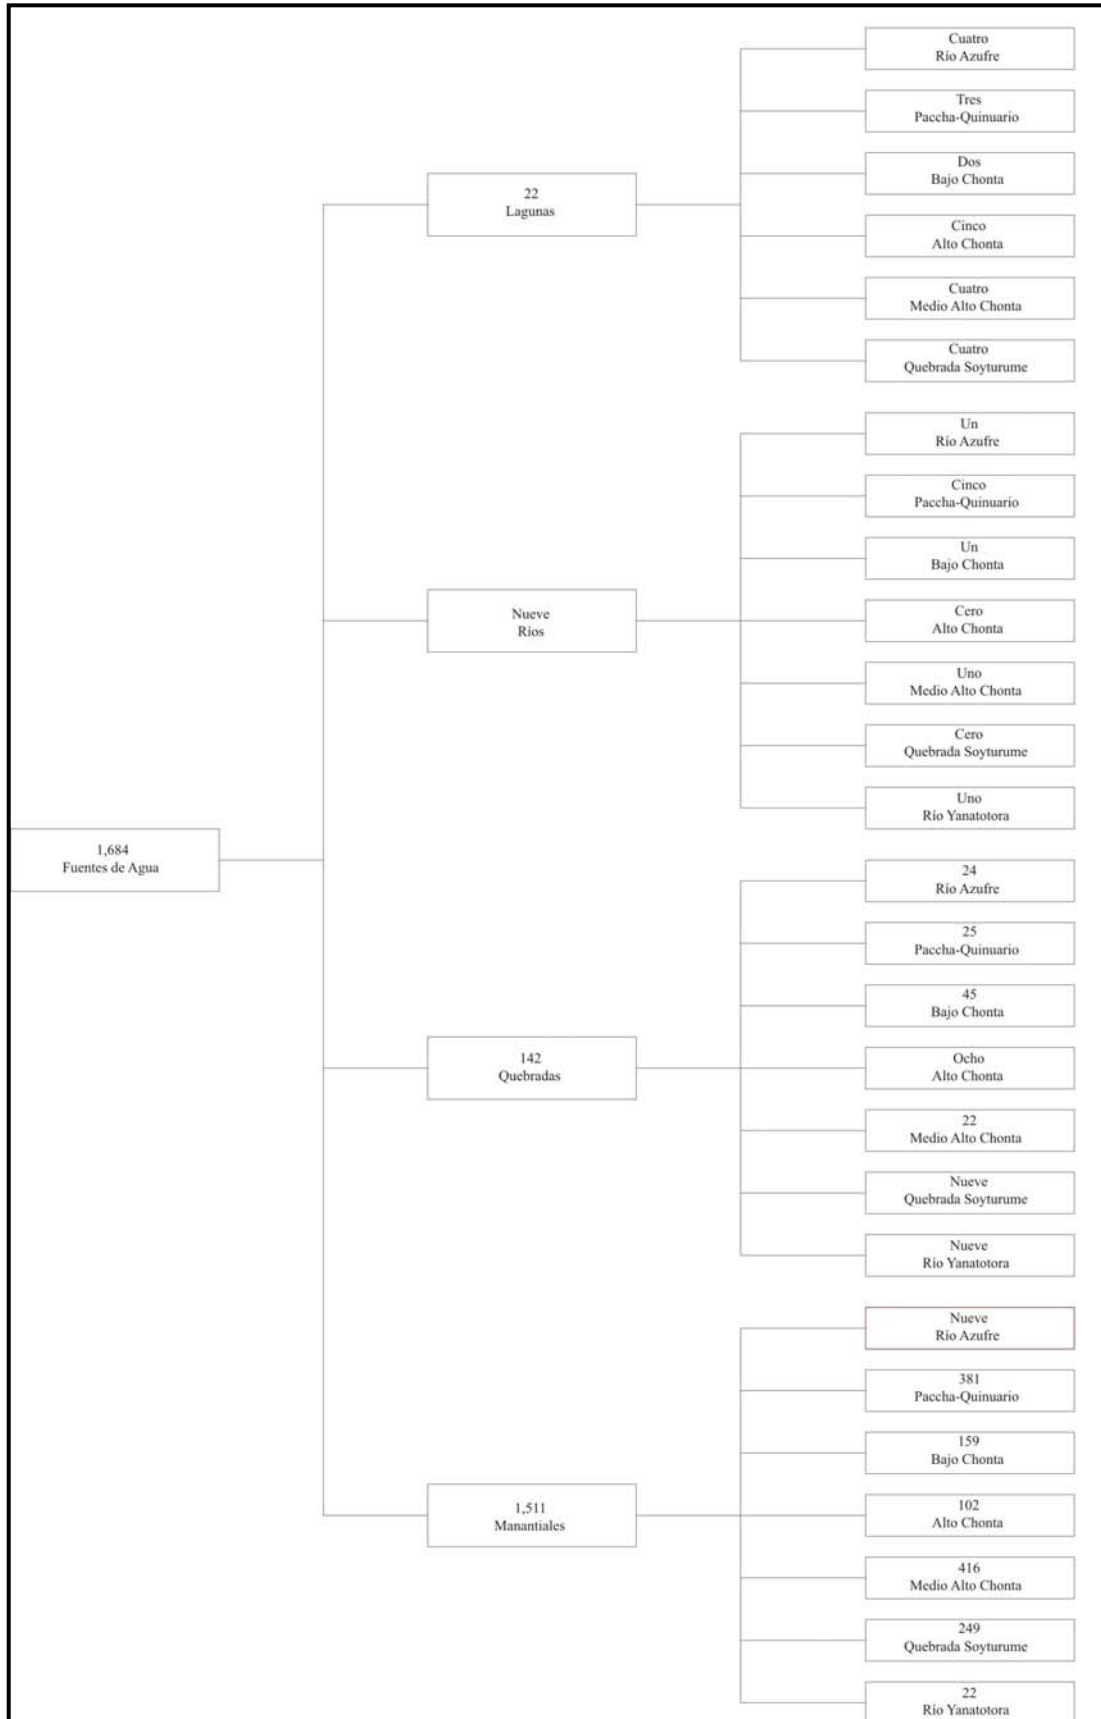 1,684
Fuentes de Agua
22
Lagunas
Cuatro
Río Azufre
Tres
Paccha-Quinuario
Dos
Bajo Chonta
Cinco
Alto Chonta
Cuatro
Medio Alto Chonta
Cuatro
Quebrada Soyturume
Nueve
Ríos
Un
Río Azufre
Cinco
Paccha-Quinuario
Un
Bajo Chonta
Cero
Alto Chonta
Uno
Medio Alto Chonta
Cero
Quebrada Soyturume
Uno
Río Yanatotora
142
Quebradas
24
Río Azufre
25
Paccha-Quinuario
45
Bajo Chonta
Ocho
Alto Chonta
22
Medio Alto Chonta
Nueve
Quebrada Soyturume
Nueve
Río Yanatotora
1,511
Manantiales
Nueve
Río Azufre
381
Paccha-Quinuario
159
Bajo Chonta
102
Alto Chonta
416
Medio Alto Chonta
249
Quebrada Soyturume
22
Río Yanatotora